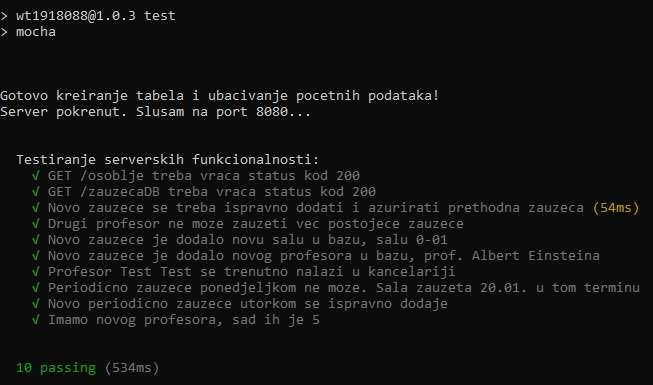 > wt1918088@1.0.3 test
> mocha
Gotovo kreiranje tabela i ubacivanje pocetnih podataka!
Server pokrenut. Slusam na port 8080...
Testiranje serverskih funkcionalnosti:
√ GET /osoblje treba vraca status kod 200
√ GET /zauzecaDB treba vraca status kod 200
√ Novo zauzece se treba ispravno dodati i azurirati prethodna zauzeca (54ms)
√ Drugi profesor ne moze zauzeti vec postojece zauzece
√ Novo zauzece je dodalo novu salu u bazu, salu 0-01
√ Novo zauzece je dodalo novog profesora u bazu, prof. Albert Einsteina
√ Profesor Test Test se trenutno nalazi u kancelariji
√ Periodicno zauzece ponedjeljkom ne moze. Sala zauzeta 20.01. u tom terminu
√ Novo periodicno zauzece utorkom se ispravno dodaje
√ Imamo novog profesora, sad ih je 5
10 passing (534ms)